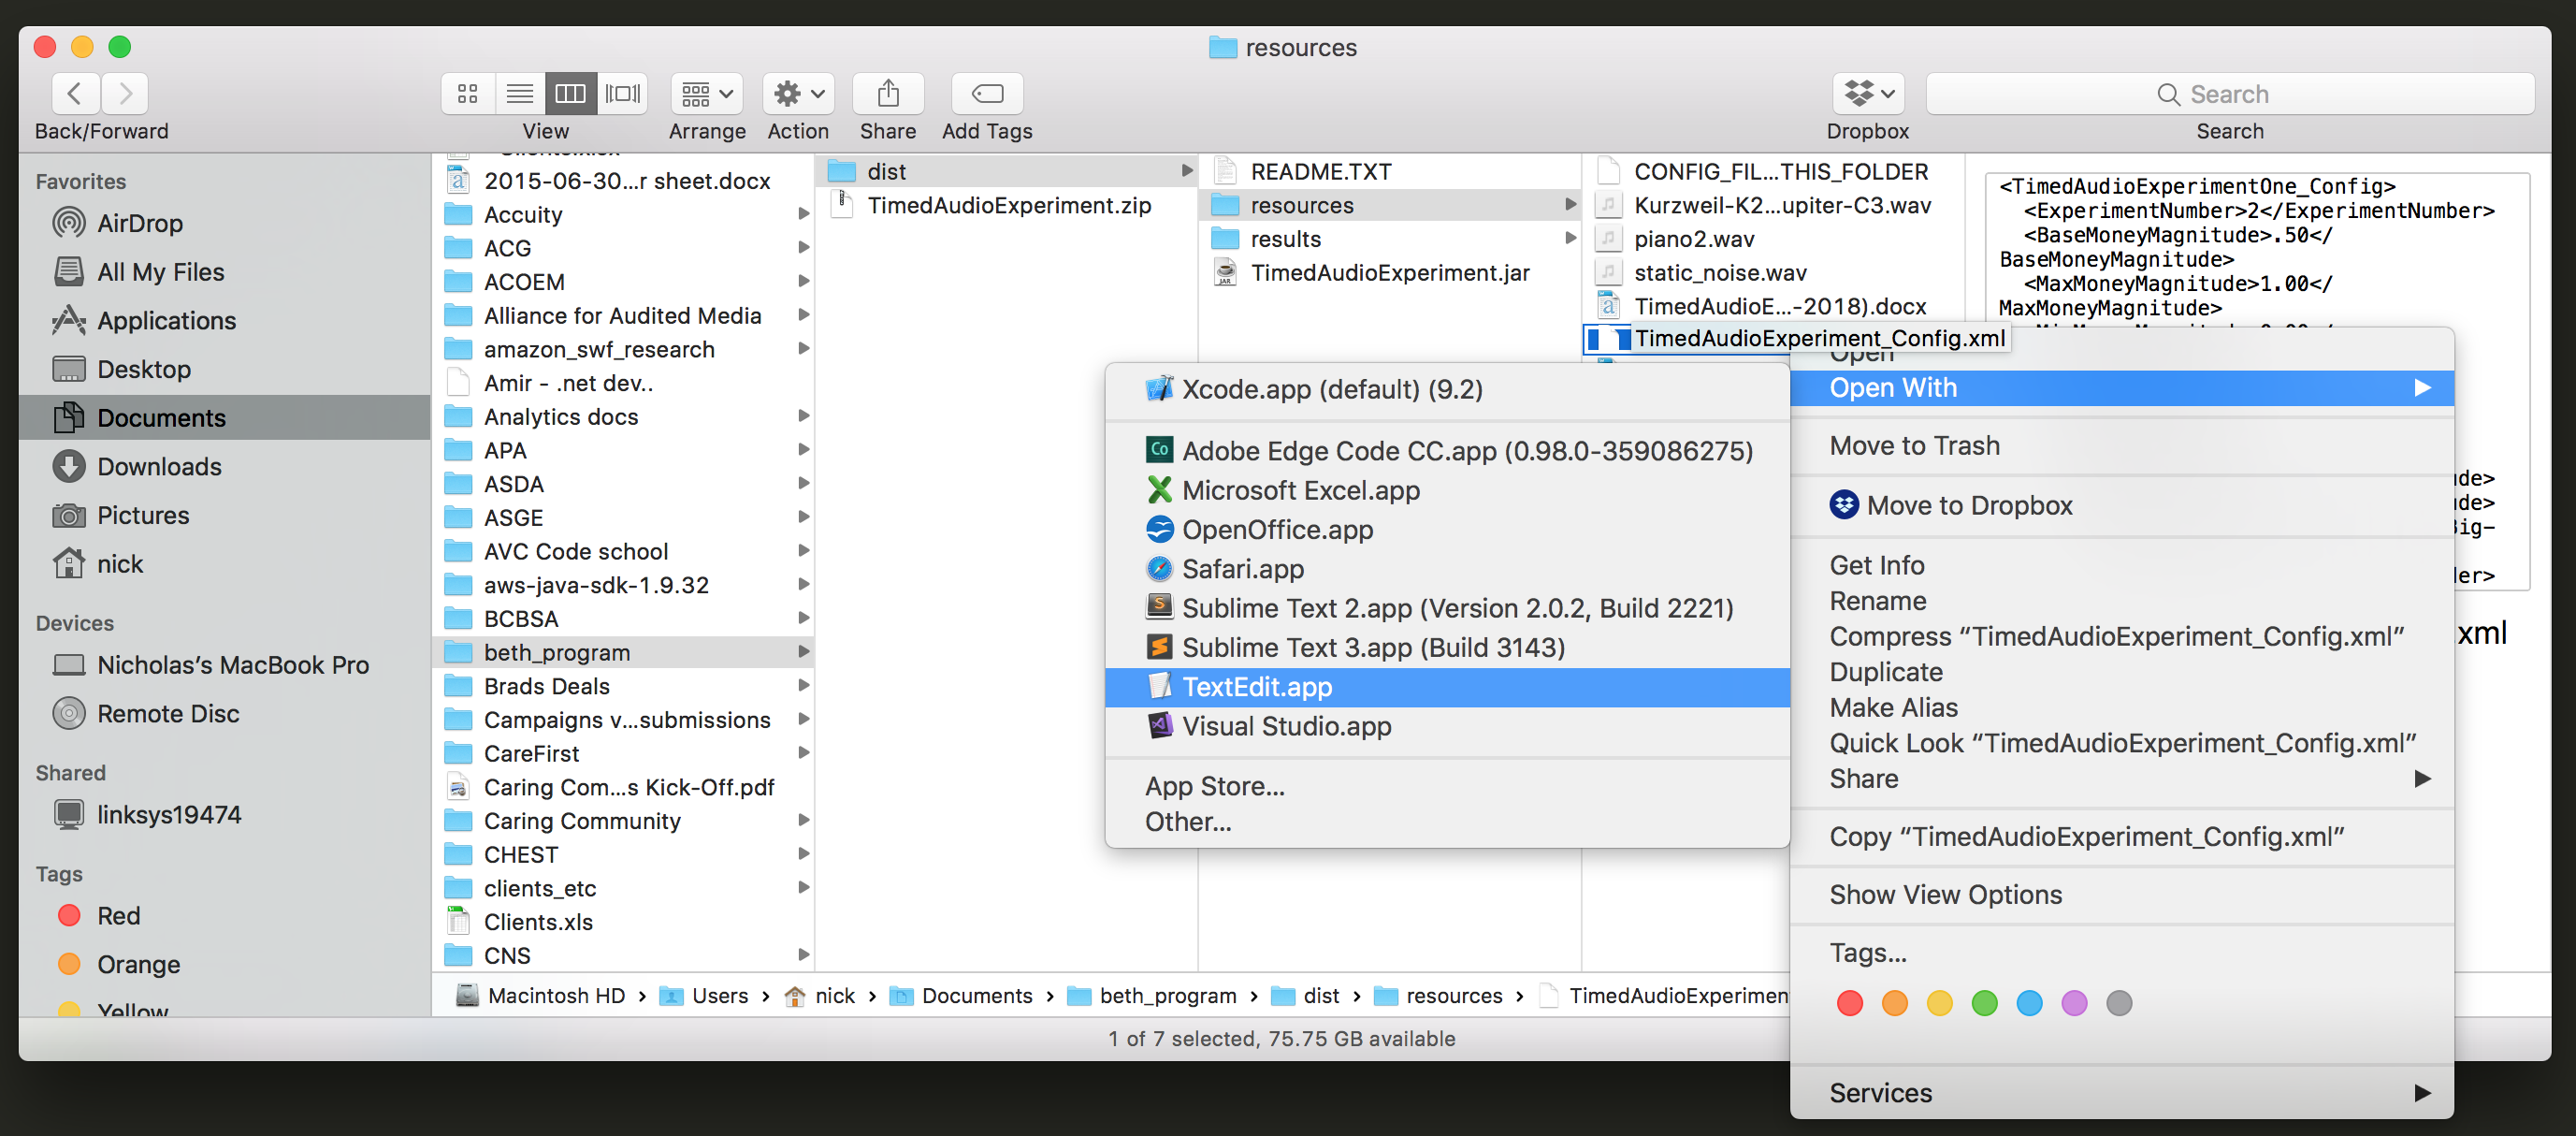 resources
Back/Forward
View
Arrange
Action
Share
Add Tags
Dropbox
Search
Search
Favorites
AirDrop
All My Files
Applications
Desktop
Documents
Downloads
Pictures
nick
Devices
Nicholas’s MacBook Pro
Remote Disc
Shared
linksys19474
Tags
Red
Orange
Yellow
2015-06-30...r sheet.docx
Accuity
ACG
ACOEM
Alliance for Audited Media
amazon_swf_research
Amir - .net dev..
Analytics docs
APA
ASDA
ASGE
AVC Code school
aws-java-sdk-1.9.32
BCBSA
beth_program
Brads Deals
Campaigns v...submissions
CareFirst
Caring Com...s Kick-Off.pdf
Caring Community
CHEST
clients_etc
Clients.xls
CNS
dist
TimedAudioExperiment.zip
README.TXT
resources
results
TimedAudioExperiment.jar
CONFIG_FIL...THIS_FOLDER
Kurzweil-K2...upiter-C3.wav
piano2.wav
static_noise.wav
TimedAudioE...-2018).docx
TimedAudioExperiment_Config.xml
<TimedAudioExperimentOne_Config>
<ExperimentNumber>2</ExperimentNumber>
<BaseMoneyMagnitude>.50</
BaseMoneyMagnitude>
<MaxMoneyMagnitude>1.00</
MaxMoneyMagnitude>
ude>
ude>
Big-
der>
.xml
Open
Open With
Move to Trash
Move to Dropbox
Get Info
Rename
Compress “TimedAudioExperiment_Config.xml”
Duplicate
Make Alias
Quick Look “TimedAudioExperiment_Config.xml”
Share
Copy “TimedAudioExperiment_Config.xml”
Show View Options
Tags...
Services
Xcode.app (default) (9.2)
Co Adobe Edge Code CC.app (0.98.0-359086275)
Microsoft Excel.app
OpenOffice.app
Safari.app
Sublime Text 2.app (Version 2.0.2, Build 2221)
Sublime Text 3.app (Build 3143)
TextEdit.app
Visual Studio.app
App Store...
Other...
Macintosh HD › Users › nick › Documents › beth_program › dist › resources › TimedAudioExperimen
1 of 7 selected, 75.75 GB available